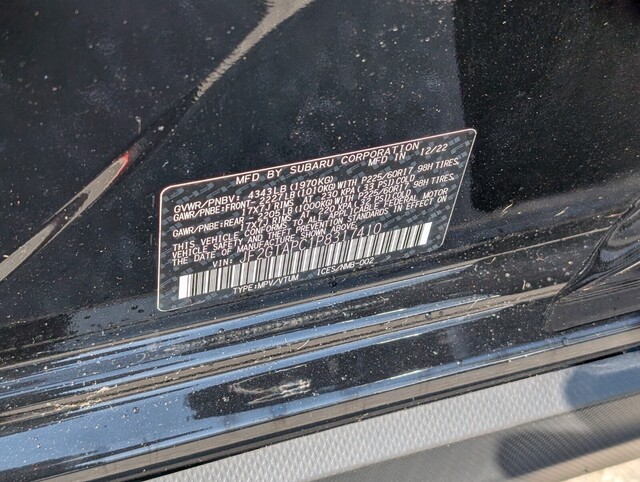 MFD BY SUBARU CORPORATION
MFD IN 12/22
GVWR/PNBV: 4343LB(1970KG)
GAWR/PNBE:FRONT-2227LB(1010KG)WITH P225/60R17 98H TIRES,
17X7J RIMS AT 230 KPA(33 PSI)COLD
GAWR/PNBE:REAR-2205LB(1000KG)WITH P225/60R17 98H TIRES,
17X7J RIMS AT 220 KPA(32 PSI)COLD
THIS VEHICLE CONFORMS TO ALL APPLICABLE FEDERAL MOTOR
VEHICLE SAFETY AND THEFT PREVENTION STANDARDS IN EFFECT ON
THE DATE OF MANUFACTURE SHOWN ABOVE.
VIN:
TYPE:MPV/VTUM ICES/NMB-002